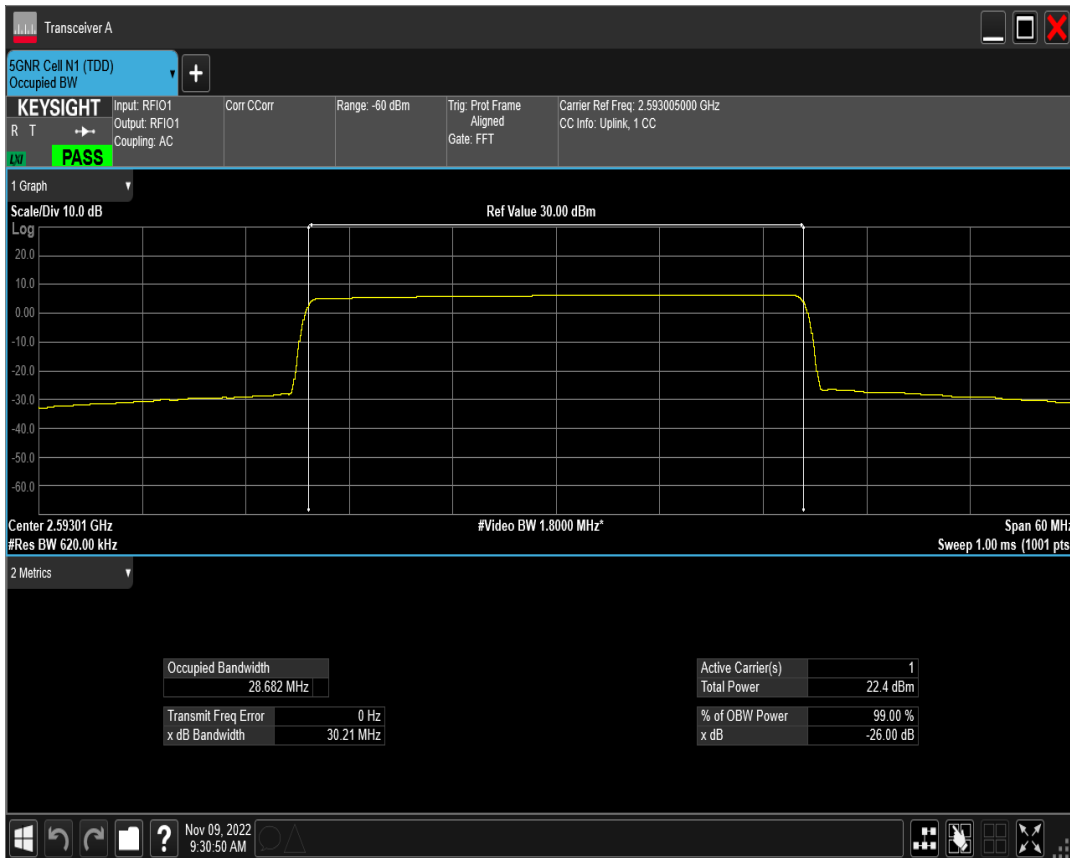 Transceiver A
5GNR Cell N1 (TDD)
Occupied BW
+
KEYSIGHT
R T
LXI
PASS
Input: RFIO1
Output: RFIO1
Coupling: AC
Corr CCorr
Range: -60 dBm
Trig: Prot Frame
Aligned
Gate: FFT
Carrier Ref Freq: 2.593005000 GHz
CC Info: Uplink, 1 CC
1 Graph
Scale/Div 10.0 dB
Ref Value 30.00 dBm
Log
20.0
10.0
0.00
-10.0
-20.0
-30.0
-40.0
-50.0
-60.0
Center 2.59301 GHz
#Video BW 1.8000 MHz*
Span 60 MHz
#Res BW 620.00 kHz
Sweep 1.00 ms (1001 pts
2 Metrics
Occupied Bandwidth
28.682 MHz
Transmit Freq Error 0 Hz
x dB Bandwidth 30.21 MHz
Active Carrier(s) 1
Total Power 22.4 dBm
% of OBW Power 99.00 %
x dB -26.00 dB
?
Nov 09, 2022
9:30:50 AM